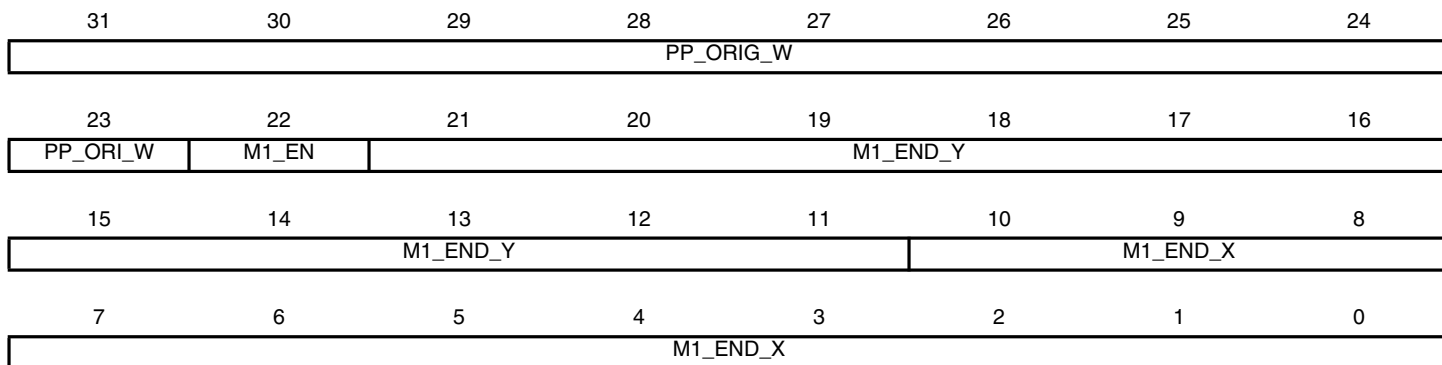 31 30 29 28 27 26 25 24
PP_ORIG_W
23 22 21 20 19 18 17 16
PP_ORI_W M1_EN M1_END_Y
15 14 13 12 11 10 9 8
M1_END_Y M1_END_X
7 6 5 4 3 2 1 0
M1_END_X